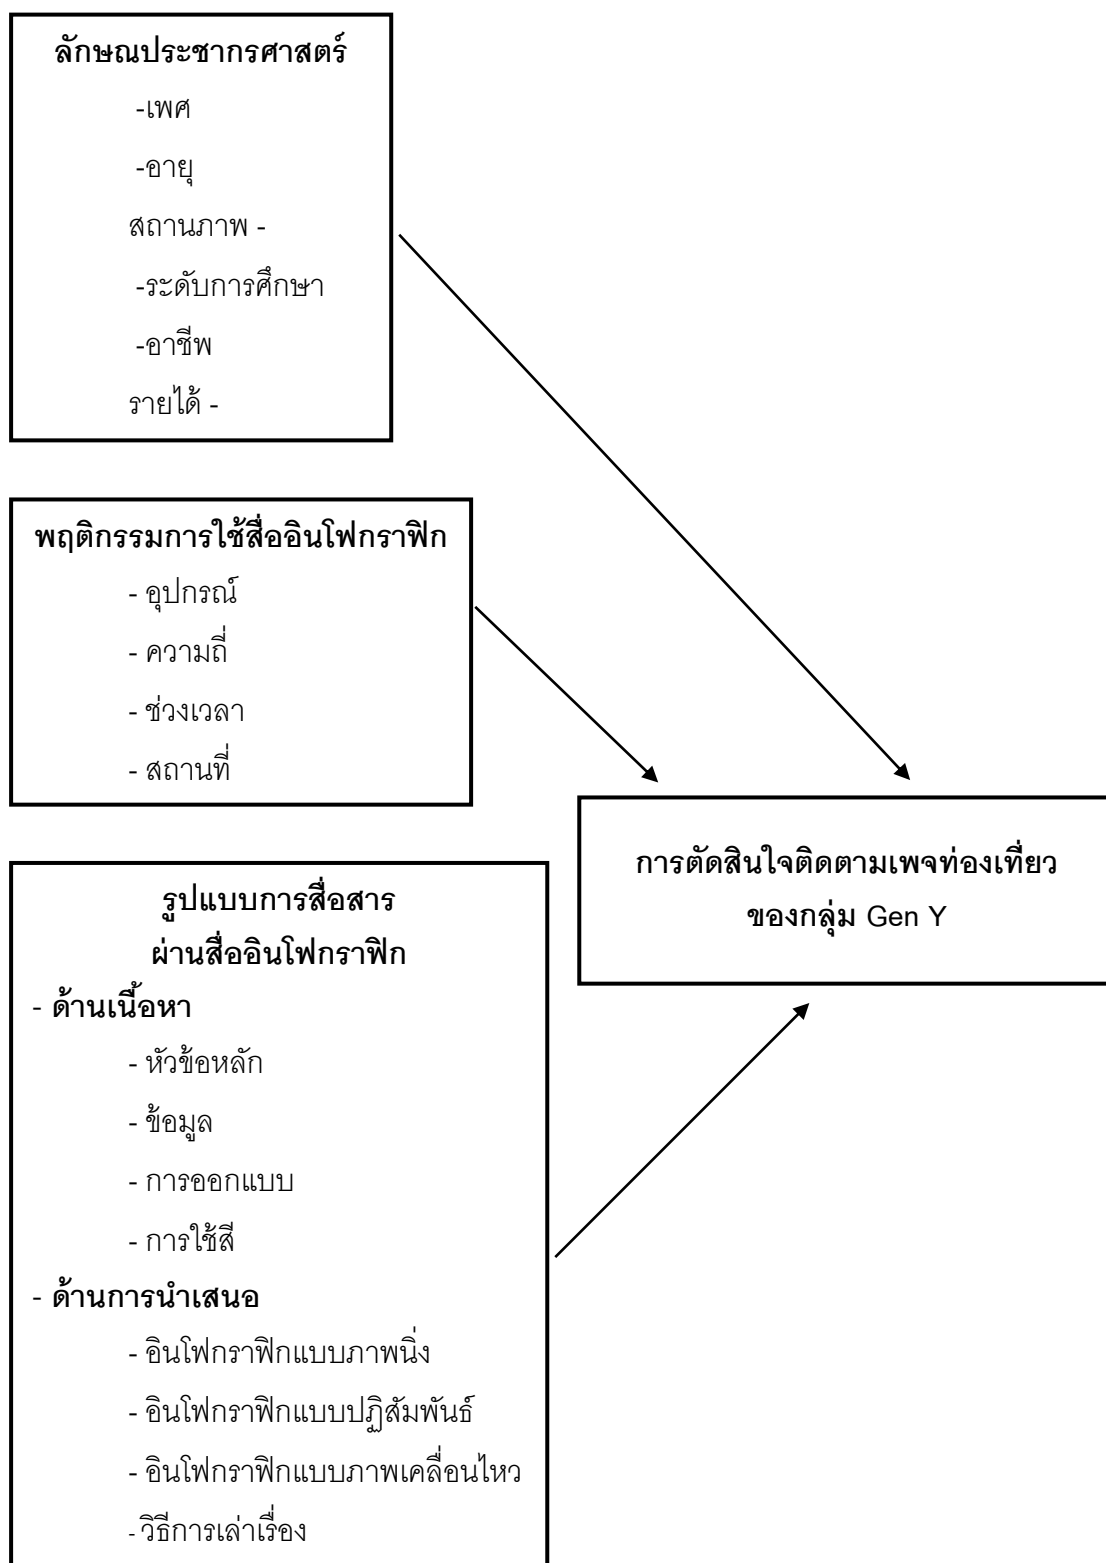 ลักษณประชากรศาสตร์
-เพศ
-อายุ
สถานภาพ -
-ระดับการศึกษา
-อาชีพ
รายได้ -
พฤติกรรมการใช้สื่ออินโฟกราฟิก
- อุปกรณ์
- ความถี่
- ช่วงเวลา
- สถานที่
รูปแบบการสื่อสาร
ผ่านสื่ออินโฟกราฟิก
- ด้านเนื้อหา
- หัวข้อหลัก
- ข้อมูล
- การออกแบบ
- การใช้สี
- ด้านการนำเสนอ
- อินโฟกราฟิกแบบภาพนิ่ง
- อินโฟกราฟิกแบบปฏิสัมพันธ์
- อินโฟกราฟิกแบบภาพเคลื่อนไหว
- วิธีการเล่าเรื่อง
การตัดสินใจติดตามเพจท่องเที่ยว
ของกลุ่ม Gen Y